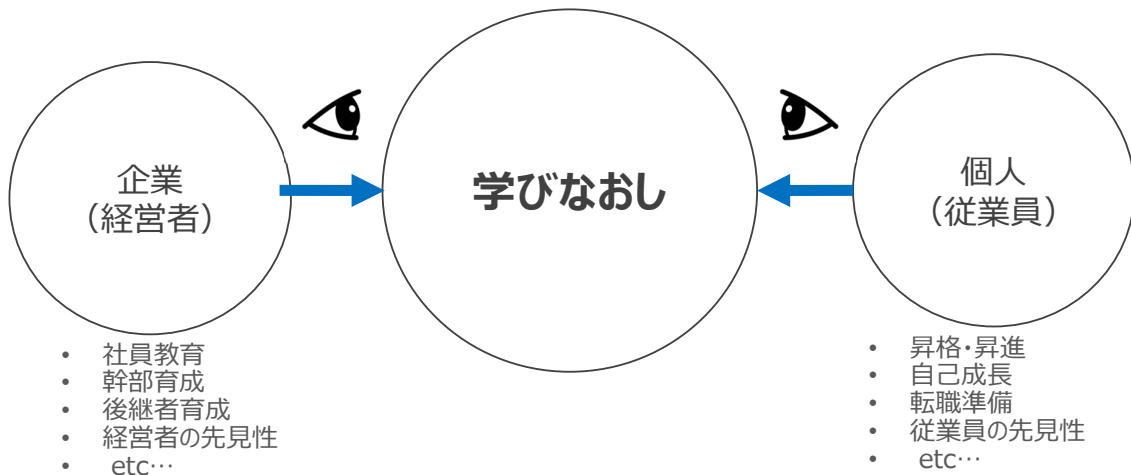 企業
（経営者）
学びなおし
個人
（従業員）
• 社員教育
• 幹部育成
• 後継者育成
• 経営者の先見性
• etc…
• 昇格・昇進
• 自己成長
• 転職準備
• 従業員の先見性
• etc…